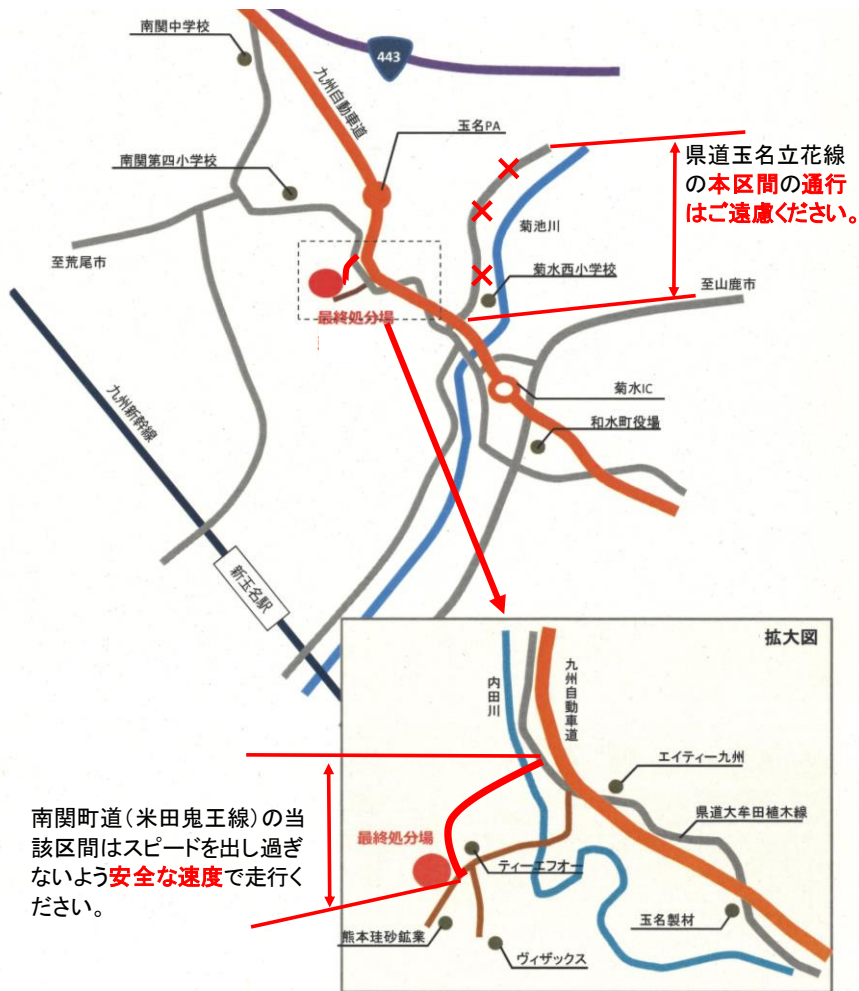 南関中学校
443
九州自動車道
玉名PA
南関第四小学校
県道玉名立花線
の本区間の通行
はご遠慮ください。
菊池川
至荒尾市
菊水西小学校
至山鹿市
最終処分場
九州新幹線
菊水IC
和水町役場
新玉名駅
拡大図
内田川
九州自動車道
エイティー九州
南関町道(米田鬼王線)の当
該区間はスピードを出し過ぎ
ないよう安全な速度で走行く
ださい。
県道大牟田植木線
最終処分場
ティーエフオー
玉名製材
熊本珪砂鉱業
ヴィザックス